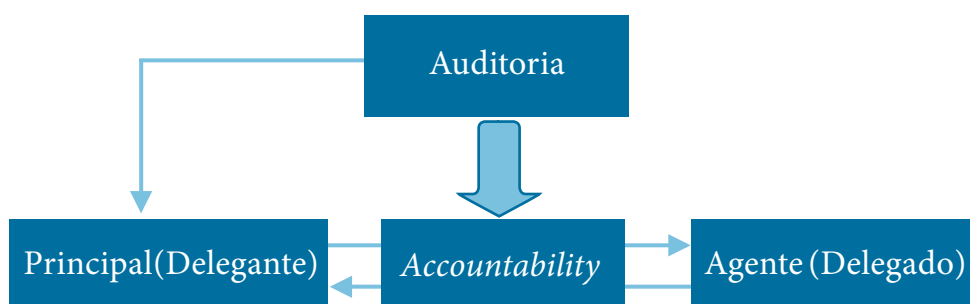 Auditoria
Principal(Delegante)
Accountability
Agente (Delegado)